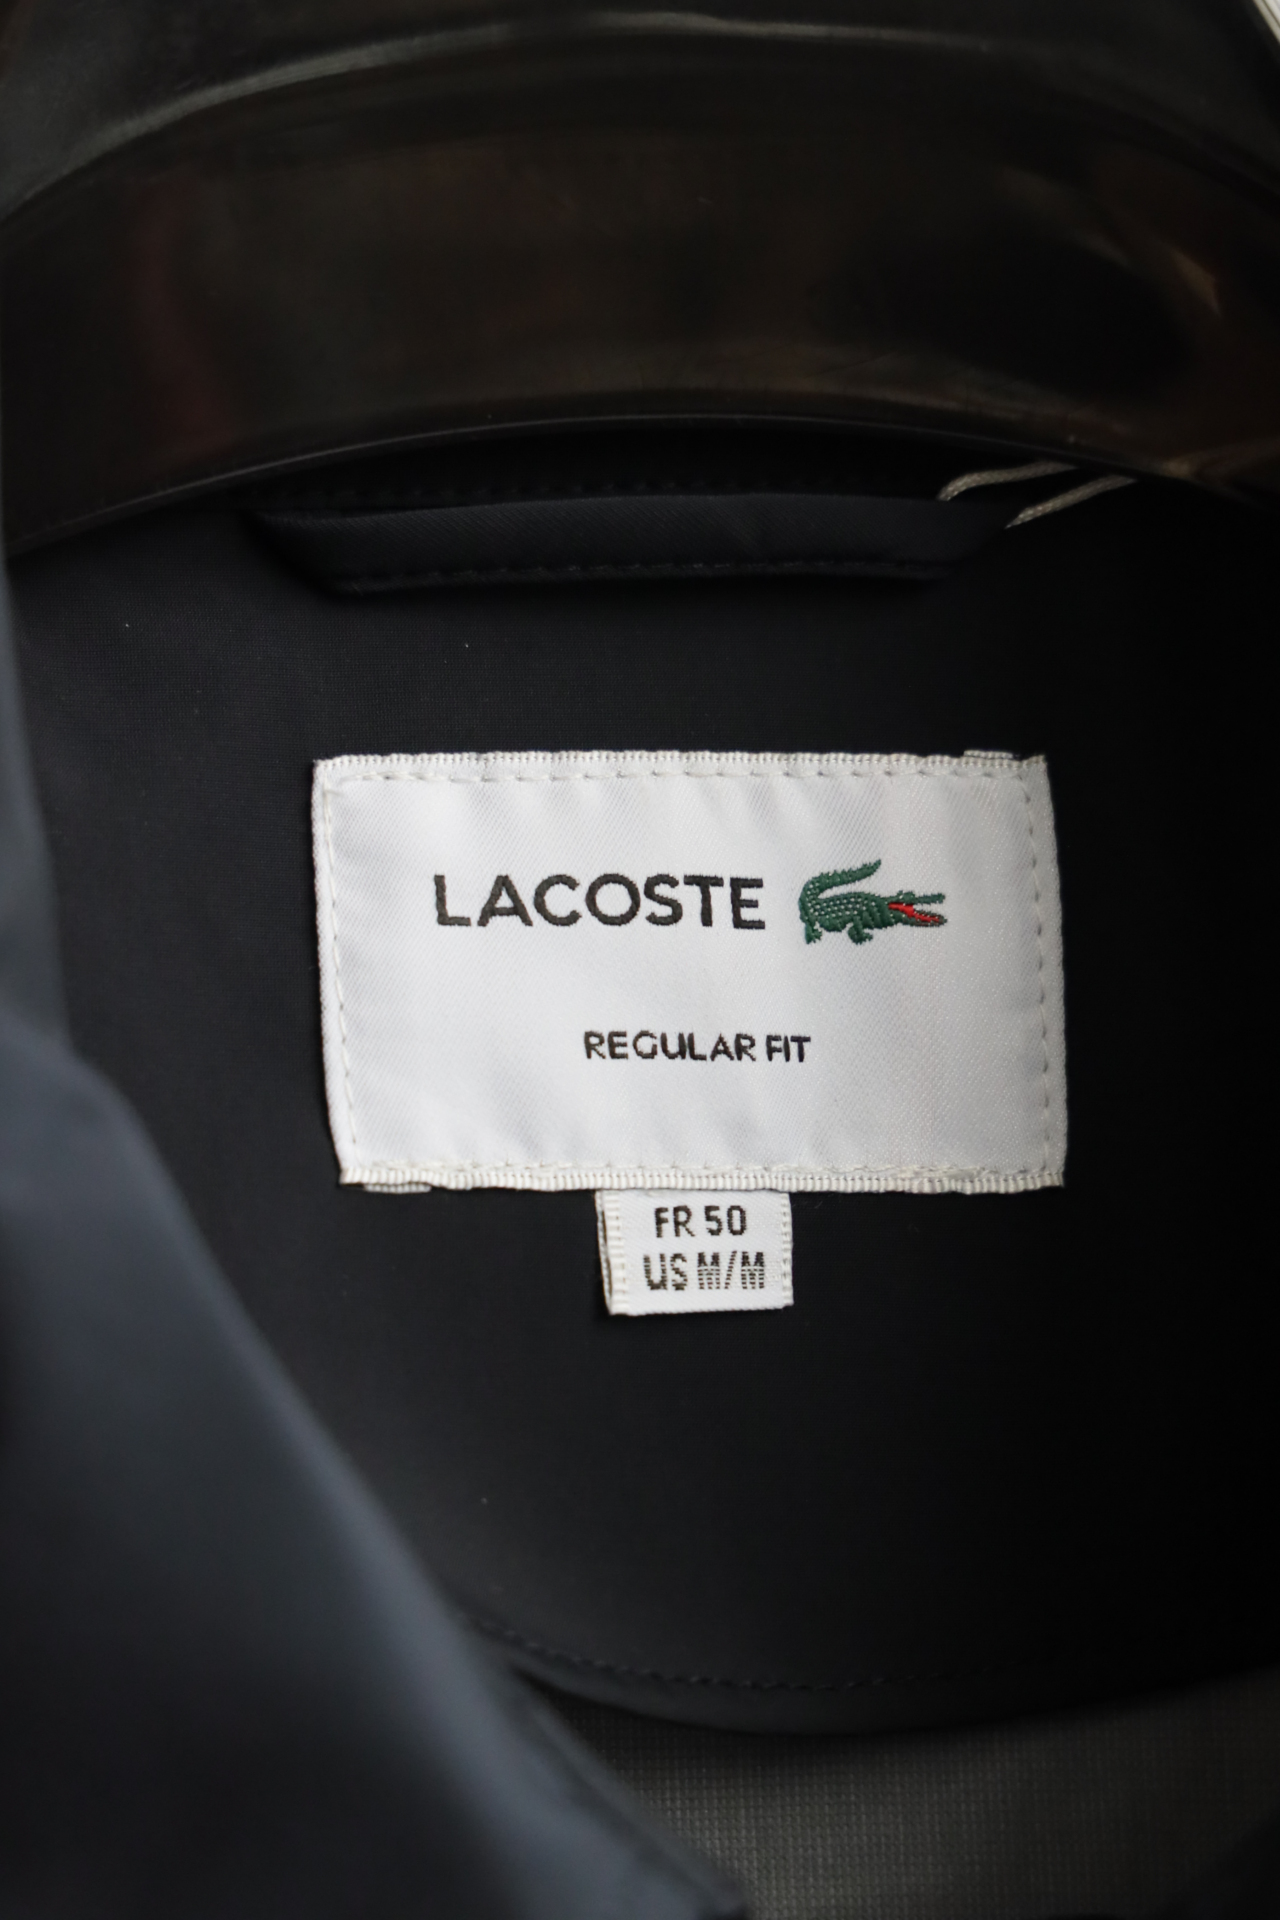 LACOSTE
REGULAR FIT
FR 50
US M/M